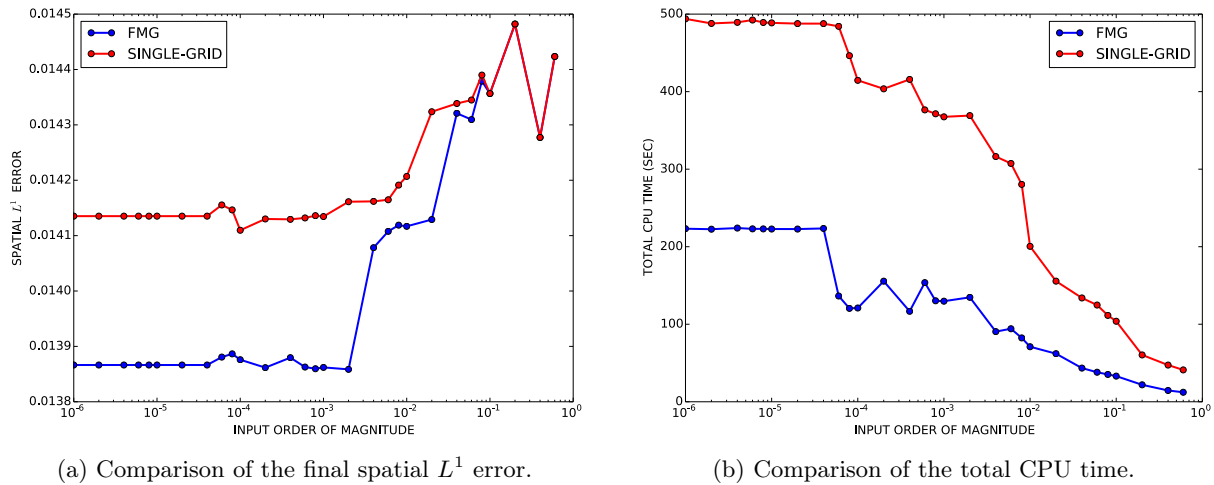 0.0145
0.0144
0.0143
0.0142
0.0141
0.0140
0.0139
0.0138
SPATIAL L¹ ERROR
FMG
SINGLE-GRID
10⁻⁶ 10⁻⁵ 10⁻⁴ 10⁻³ 10⁻² 10⁻¹ 10⁰
INPUT ORDER OF MAGNITUDE
(a) Comparison of the final spatial L¹ error.
500
400
300
200
100
0
TOTAL CPU TIME (SEC)
FMG
SINGLE-GRID
10⁻⁶ 10⁻⁵ 10⁻⁴ 10⁻³ 10⁻² 10⁻¹ 10⁰
INPUT ORDER OF MAGNITUDE
(b) Comparison of the total CPU time.